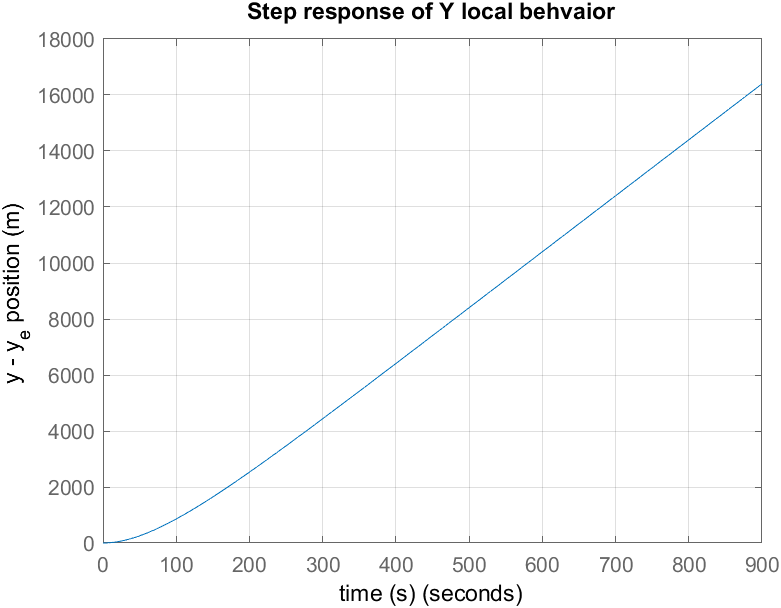 Step response of Y local behvaior
18000
16000
14000
12000
10000
8000
6000
4000
2000
0
y - y_e position (m)
0 100 200 300 400 500 600 700 800 900
time (s) (seconds)